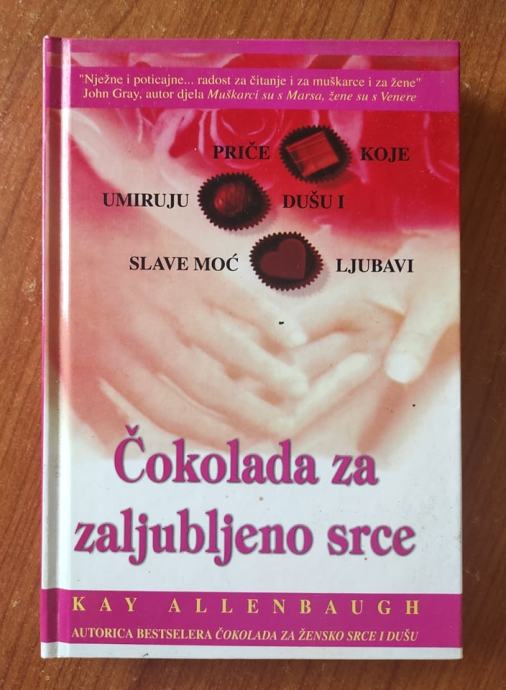 "Nježne i poticajne... radost za čitanje i za muškarce i za žene"
John Gray, autor djela Muškarci su s Marsa, žene su s Venere
PRIČE KOJE
UMIRUJU DUŠU I
SLAVE MOĆ LJUBAVI
Čokolada za
zaljubljeno srce
KAY ALLENBAUGH
AUTORICA BESTSELERA ČOKOLADA ZA ŽENSKO SRCE I DUŠU